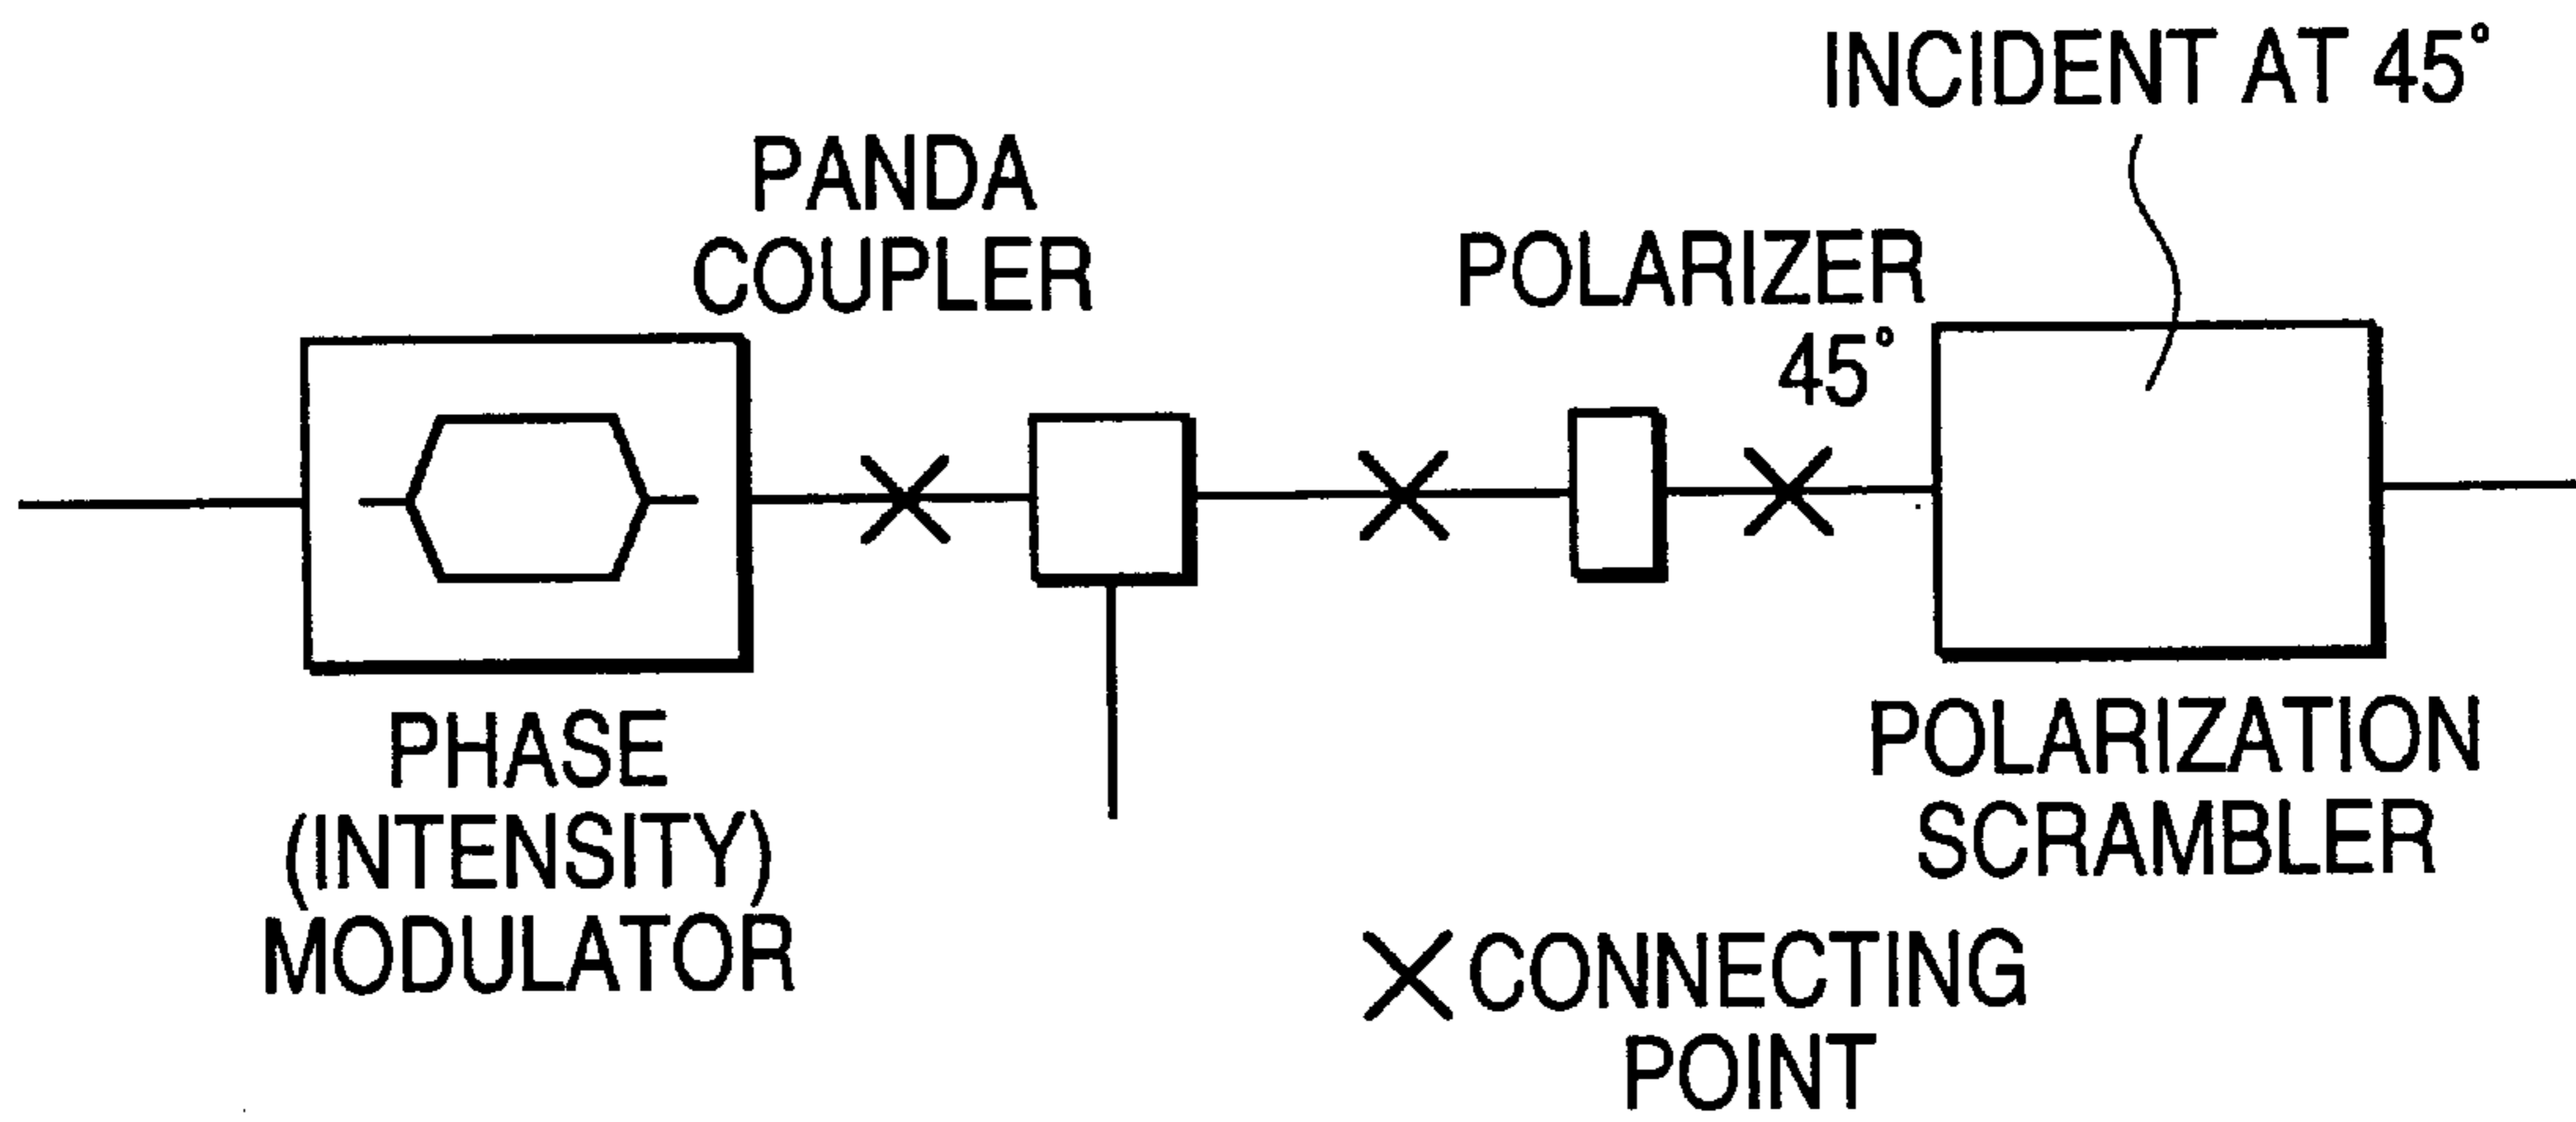 INCIDENT AT 45°
PANDA
COUPLER
POLARIZER
45°
PHASE
(INTENSITY)
MODULATOR
POLARIZATION
SCRAMBLER
CONNECTING
POINT